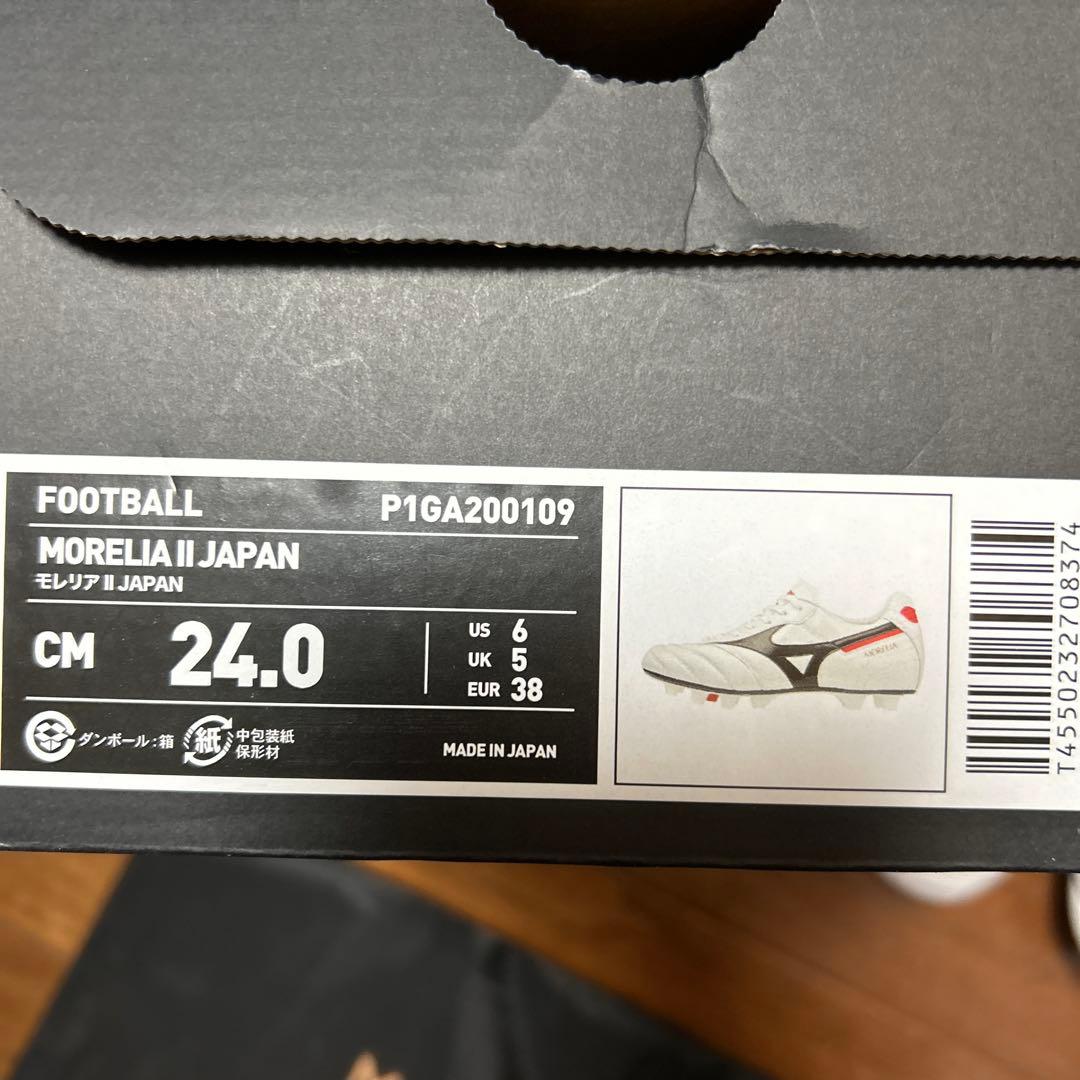 FOOTBALL P1GA200109
MORELIA II JAPAN
モレリア II JAPAN
CM 24.0
US 6
UK 5
EUR 38
ダンボール:箱
紙
中包装紙
保形材
MADE IN JAPAN
MORELIA
T4550232708374